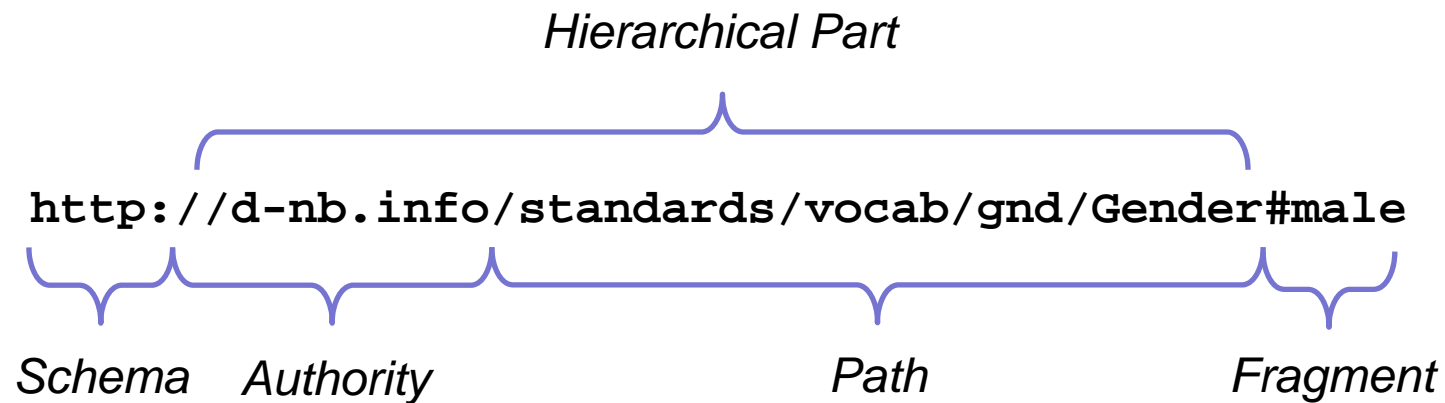 Hierarchical Part
http://d-nb.info/standards/vocab/gnd/Gender#male
Schema Authority Path Fragment